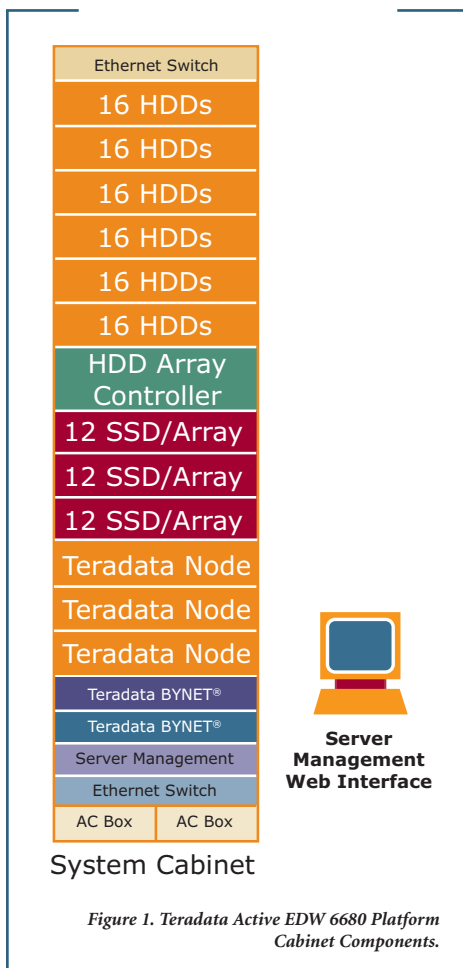 Ethernet Switch
16 HDDs
16 HDDs
16 HDDs
16 HDDs
16 HDDs
16 HDDs
HDD Array
Controller
12 SSD/Array
12 SSD/Array
12 SSD/Array
Teradata Node
Teradata Node
Teradata Node
Teradata BYNET®
Teradata BYNET®
Server Management
Ethernet Switch
AC Box AC Box
System Cabinet
Server
Management
Web Interface
Figure 1. Teradata Active EDW 6680 Platform
Cabinet Components.